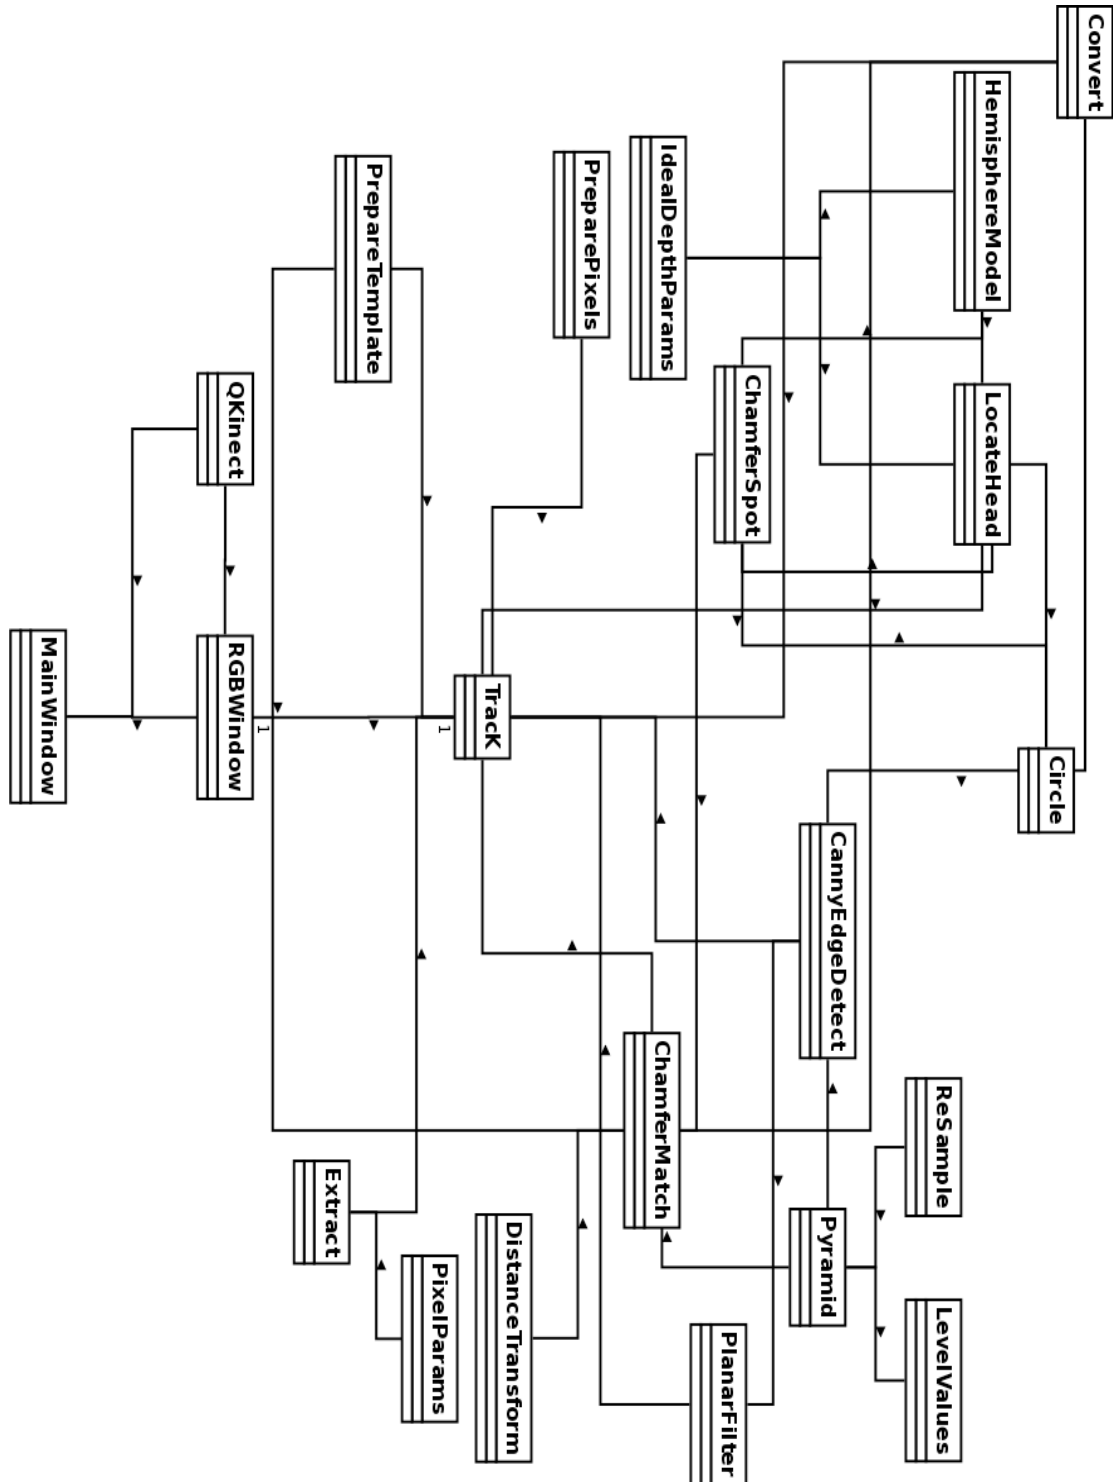 Convert
HemisphereModel
LocateHead
Circle
IdealDepthParams
PreparePixels
ChamferSpot
CannyEdgeDetect
ReSample
LevelValues
Pyramid
PrepareTemplate
TracK
1
ChamferMatch
PlanarFilter
DistanceTransform
PixelParams
Extract
QKinect
RGBWindow
1
MainWindow